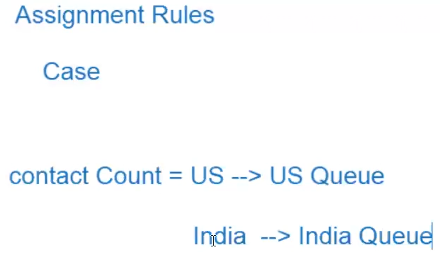 Assignment Rules
Case
contact Count = US --> US Queue
India --> India Queue